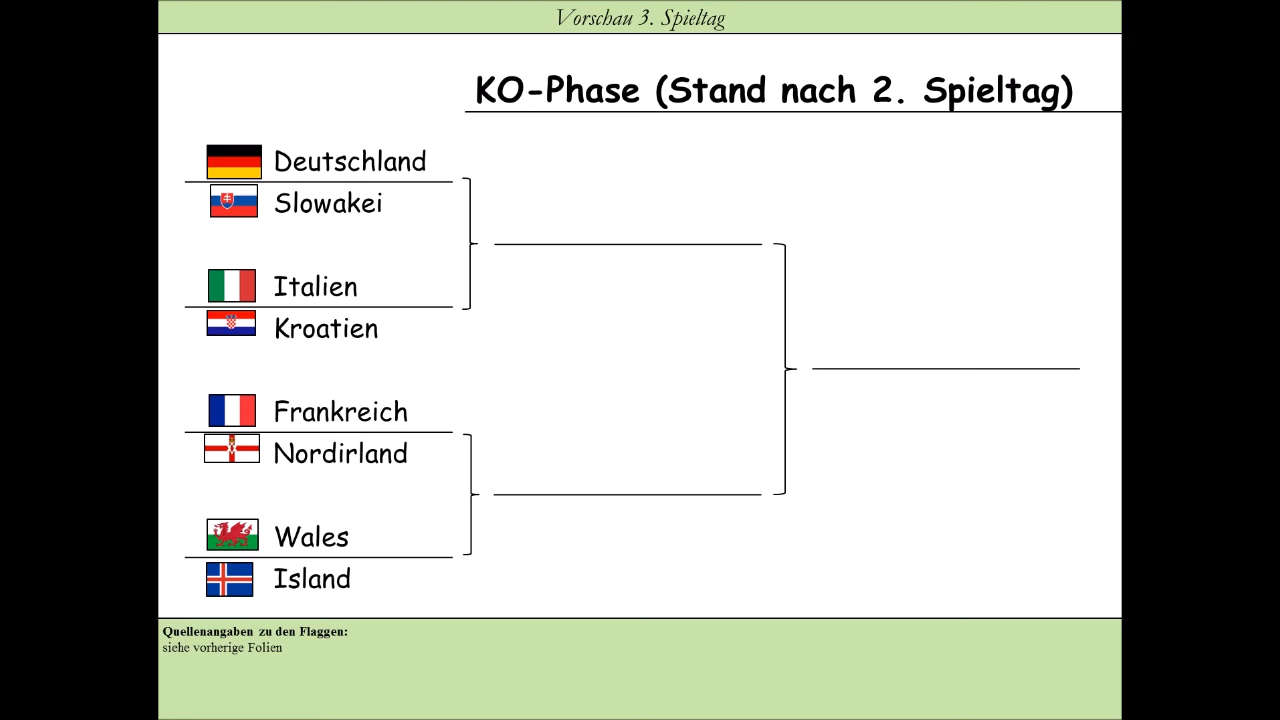 Vorschau 3. Spieltag
KO-Phase (Stand nach 2. Spieltag)
Deutschland
Slowakei
Italien
Kroatien
Frankreich
Nordirland
Wales
Island
Quellenangaben zu den Flaggen:
siehe vorherige Folien